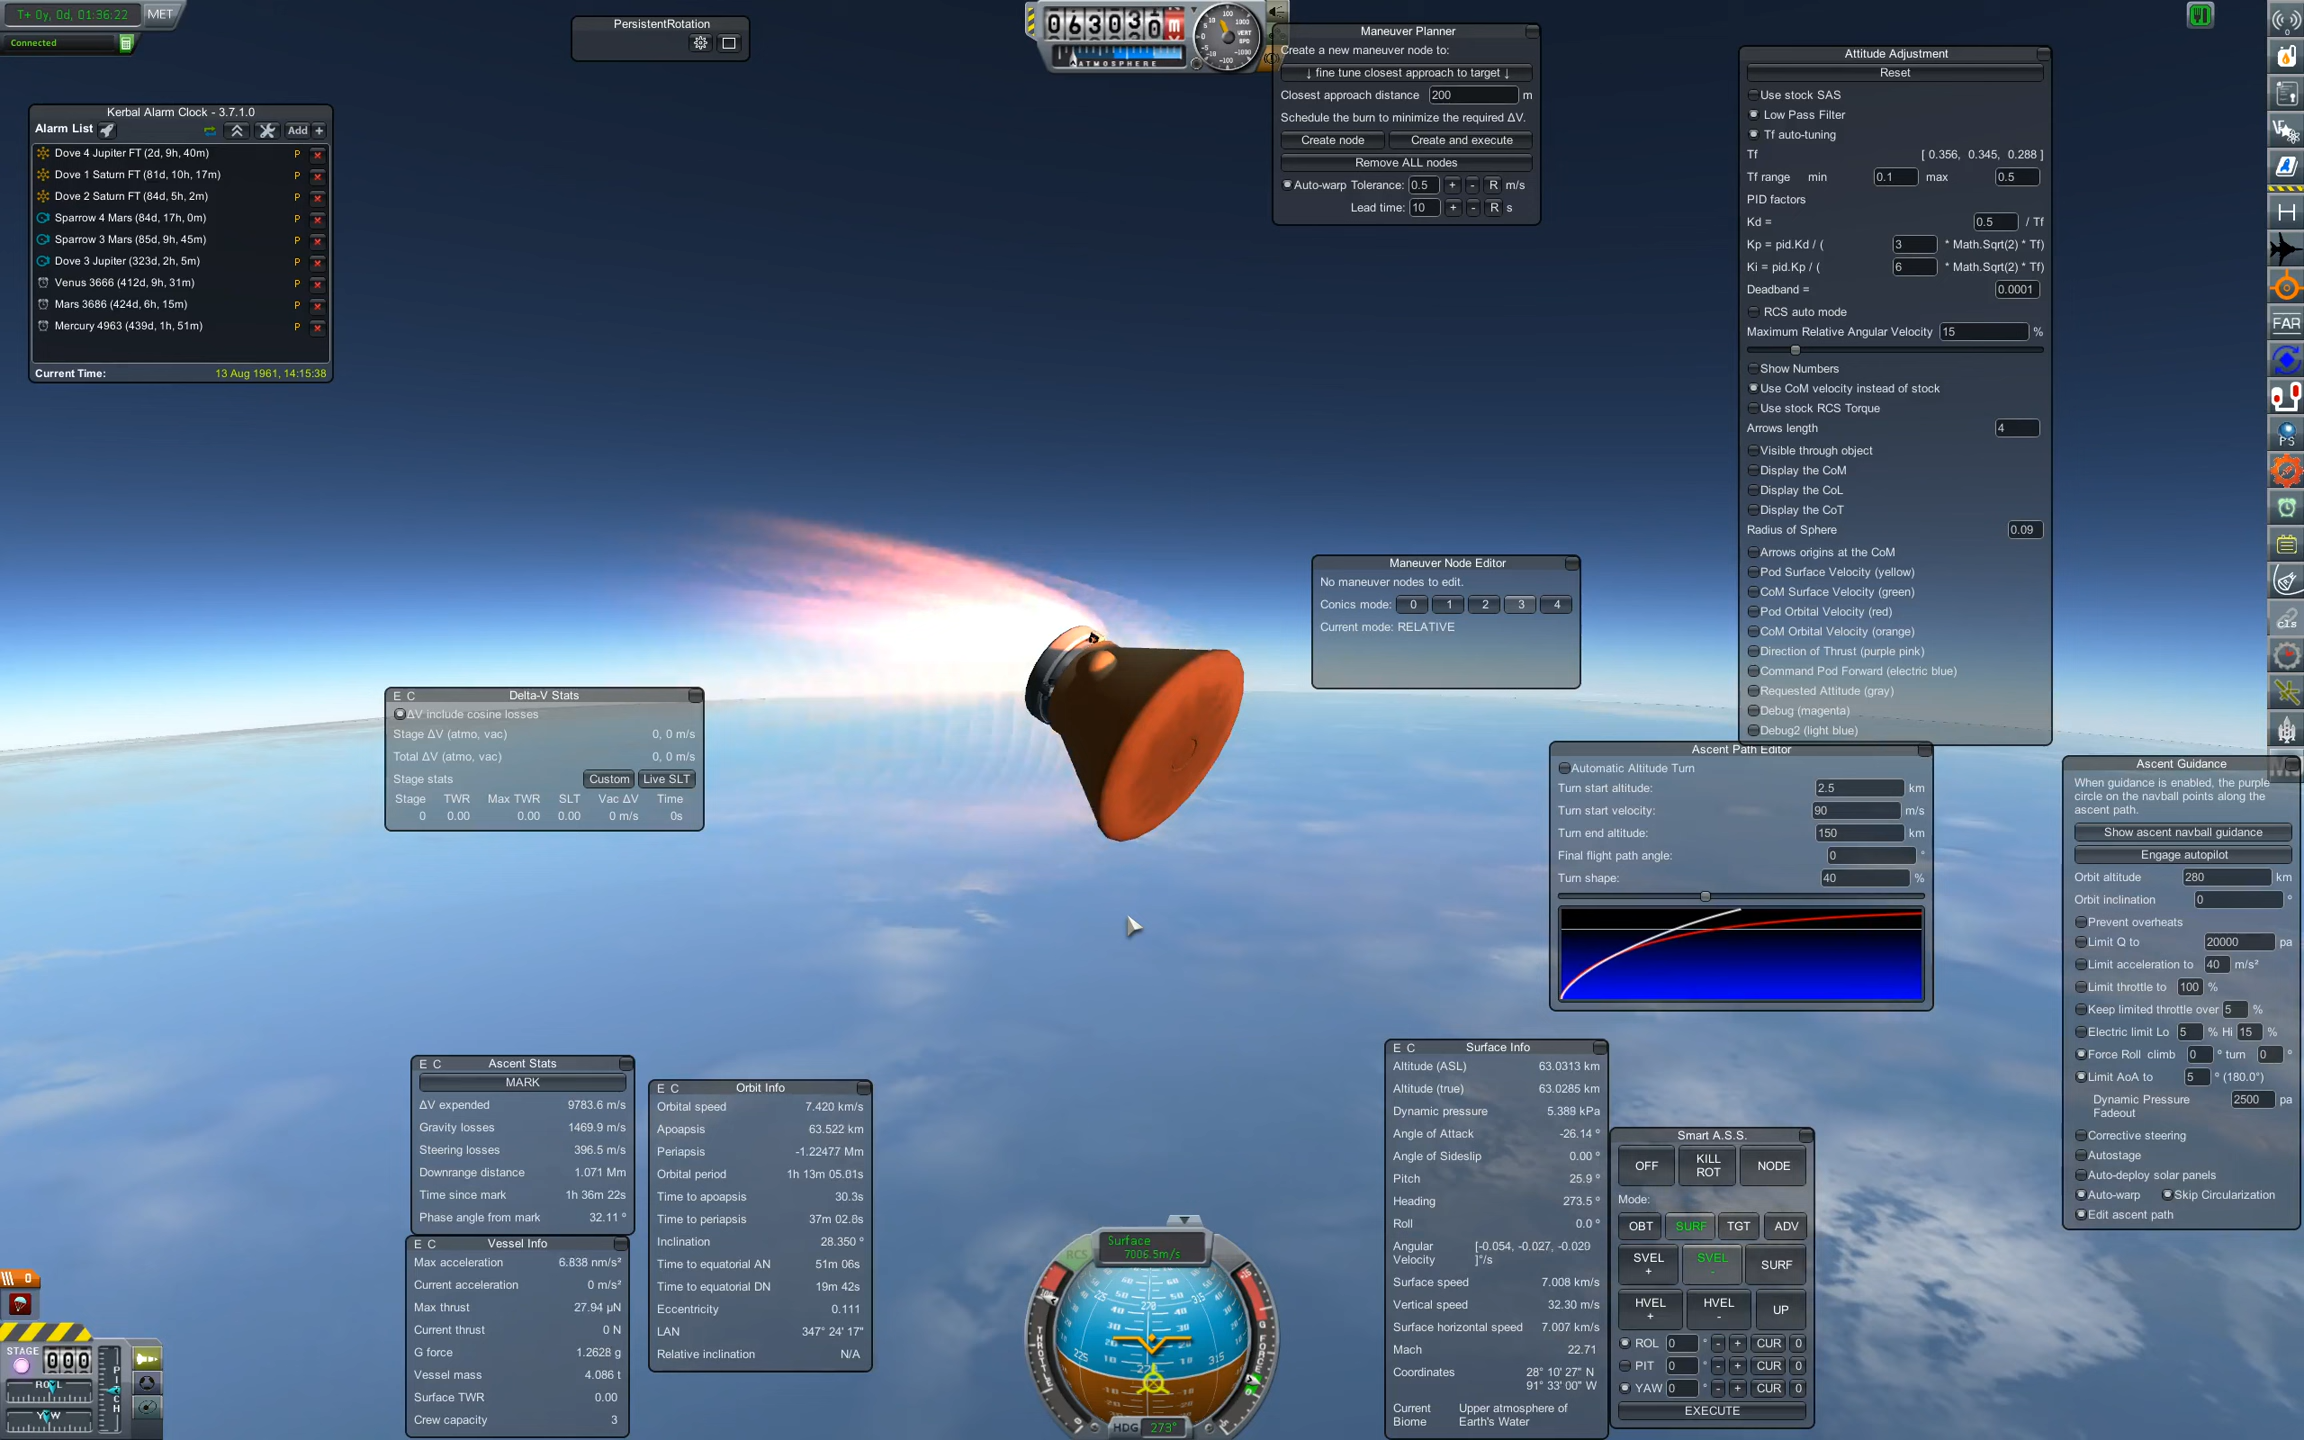 T+ 0y, 0d, 01:36:22 MET
Connected
PersistentRotation
063030 m
ATMOSPHERE
Kerbal Alarm Clock - 3.7.1.0
Alarm List Add +
Dove 4 Jupiter FT (2d, 9h, 40m) P
Dove 1 Saturn FT (81d, 10h, 17m) P
Dove 2 Saturn FT (84d, 5h, 2m) P
Sparrow 4 Mars (84d, 17h, 0m) P
Sparrow 3 Mars (85d, 9h, 45m) P
Dove 3 Jupiter (323d, 2h, 5m) P
Venus 3666 (412d, 9h, 31m) P
Mars 3686 (424d, 6h, 15m) P
Mercury 4963 (439d, 1h, 51m) P
Current Time: 13 Aug 1961, 14:15:38
Maneuver Planner
Create a new maneuver node to:
↓ fine tune closest approach to target ↓
Closest approach distance 200 m
Schedule the burn to minimize the required ΔV.
Create node Create and execute
Remove ALL nodes
Auto-warp Tolerance: 0.5 + - R m/s
Lead time: 10 + - R s
Attitude Adjustment
Reset
Use stock SAS
Low Pass Filter
Tf auto-tuning
Tf [ 0.356, 0.345, 0.288 ]
Tf range min 0.1 max 0.5
PID factors
Kd = 0.5 / Tf
Kp = pid.Kd / ( 3 * Math.Sqrt(2) * Tf)
Ki = pid.Kp / ( 6 * Math.Sqrt(2) * Tf)
Deadband = 0.0001
RCS auto mode
Maximum Relative Angular Velocity 15 %
Show Numbers
Use CoM velocity instead of stock
Use stock RCS Torque
Arrows length 4
Visible through object
Display the CoM
Display the CoL
Display the CoT
Radius of Sphere 0.09
Arrows origins at the CoM
Pod Surface Velocity (yellow)
CoM Surface Velocity (green)
Pod Orbital Velocity (red)
CoM Orbital Velocity (orange)
Direction of Thrust (purple pink)
Command Pod Forward (electric blue)
Requested Attitude (gray)
Debug (magenta)
Debug2 (light blue)
FAR
PS
cls
Maneuver Node Editor
No maneuver nodes to edit.
Conics mode: 0 1 2 3 4
Current mode: RELATIVE
E C Delta-V Stats
ΔV include cosine losses
Stage ΔV (atmo, vac) 0, 0 m/s
Total ΔV (atmo, vac) 0, 0 m/s
Stage stats Custom Live SLT
Stage TWR Max TWR SLT Vac ΔV Time
0 0.00 0.00 0.00 0 m/s 0s
Ascent Path Editor
Automatic Altitude Turn
Turn start altitude: 2.5 km
Turn start velocity: 90 m/s
Turn end altitude: 150 km
Final flight path angle: 0 °
Turn shape: 40 %
Ascent Guidance
When guidance is enabled, the purple
circle on the navball points along the
ascent path.
Show ascent navball guidance
Engage autopilot
Orbit altitude 280 km
Orbit inclination 0 °
Prevent overheats
Limit Q to 20000 pa
Limit acceleration to 40 m/s²
Limit throttle to 100 %
Keep limited throttle over 5 %
Electric limit Lo 5 % Hi 15 %
Force Roll climb 0 ° turn 0 °
Limit AoA to 5 ° (180.0°)
Dynamic Pressure 2500 pa
Fadeout
Corrective steering
Autostage
Auto-deploy solar panels
Auto-warp Skip Circularization
Edit ascent path
E C Ascent Stats
MARK
ΔV expended 9783.6 m/s
Gravity losses 1469.9 m/s
Steering losses 396.5 m/s
Downrange distance 1.071 Mm
Time since mark 1h 36m 22s
Phase angle from mark 32.11 °
E C Vessel Info
Max acceleration 6.838 nm/s²
Current acceleration 0 m/s²
Max thrust 27.94 µN
Current thrust 0 N
G force 1.2628 g
Vessel mass 4.086 t
Surface TWR 0.00
Crew capacity 3
E C Orbit Info
Orbital speed 7.420 km/s
Apoapsis 63.522 km
Periapsis -1.22477 Mm
Orbital period 1h 13m 05.01s
Time to apoapsis 30.3s
Time to periapsis 37m 02.8s
Inclination 28.350 °
Time to equatorial AN 51m 06s
Time to equatorial DN 19m 42s
Eccentricity 0.111
LAN 347° 24' 17"
Relative inclination N/A
E C Surface Info
Altitude (ASL) 63.0313 km
Altitude (true) 63.0285 km
Dynamic pressure 5.388 kPa
Angle of Attack -26.14 °
Angle of Sideslip 0.00 °
Pitch 25.9 °
Heading 273.5 °
Roll 0.0 °
Angular [-0.054, -0.027, -0.029
Velocity ]°/s
Surface speed 7.008 km/s
Vertical speed 32.30 m/s
Surface horizontal speed 7.007 km/s
Mach 22.71
Coordinates 28° 10' 27" N
91° 33' 00" W
Current Upper atmosphere of
Biome Earth's Water
Smart A.S.S.
OFF KILL ROT NODE
Mode:
OBT SURF TGT ADV
SVEL + SVEL - SURF
HVEL + HVEL - UP
ROL 0 ° - + CUR 0
PIT 0 ° - + CUR 0
YAW 0 ° - + CUR 0
EXECUTE
RCS
Surface
7006.5m/s
THROTTLE
G FORCE
HDG 273°
0
STAGE 000
ROLL
YAW
PITCH